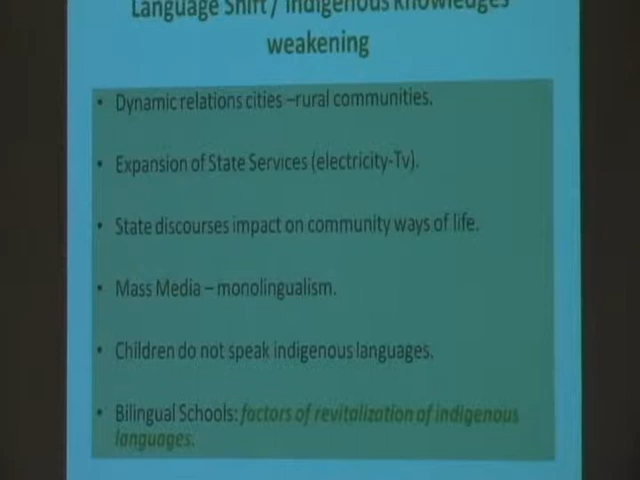 Language Shift / Indigenous knowledges
weakening
• Dynamic relations cities –rural communities.
• Expansion of State Services (electricity-Tv).
• State discourses impact on community ways of life.
• Mass Media – monolingualism.
• Children do not speak indigenous languages.
• Bilingual Schools: factors of revitalization of indigenous
languages.